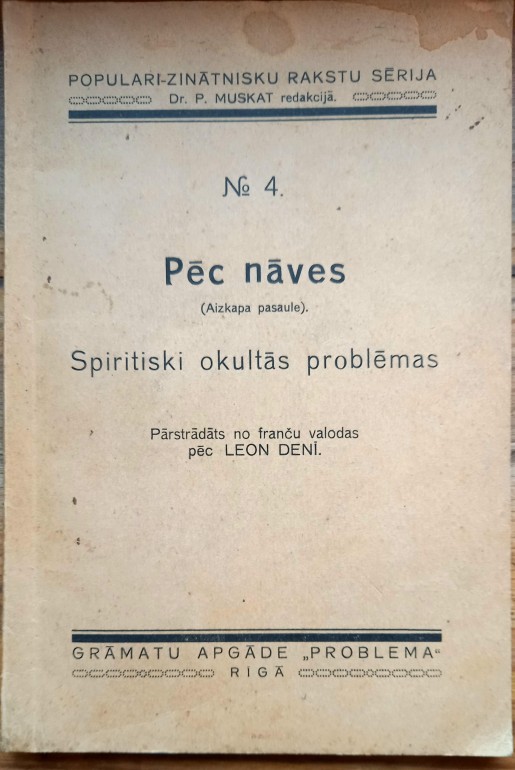 POPULARI-ZINĀTNISKU RAKSTU SĒRIJA
Dr. P. MUSKAT redakcijā.
№ 4.
Pēc nāves
(Aizkapa pasaule).
Spiritiski okultās problēmas
Pārstrādāts no franču valodas
pēc LEON DENĪ.
GRĀMATU APGĀDE „PROBLEMA“
RIGĀ